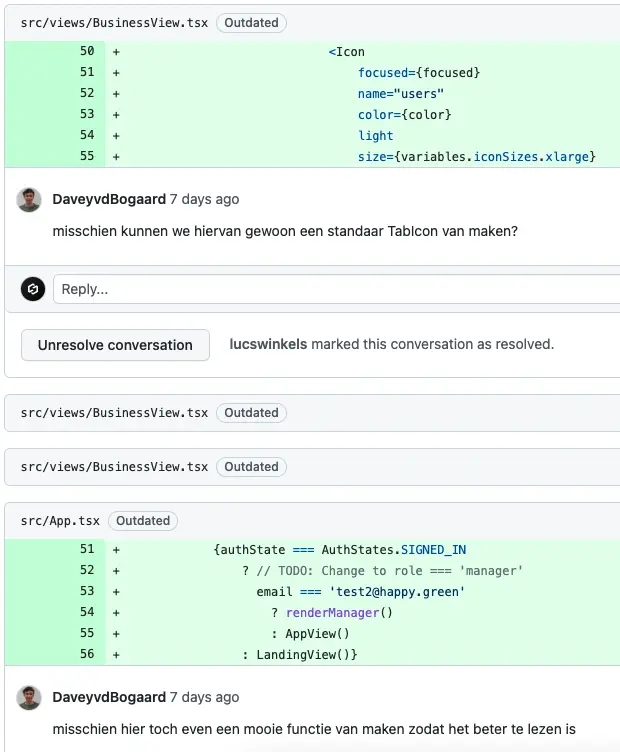 src/views/BusinessView.tsx Outdated
50 + <Icon
51 + focused={focused}
52 + name="users"
53 + color={color}
54 + light
55 + size={variables.iconSizes.xlarge}
DaveyvdBogaard 7 days ago
misschien kunnen we hiervan gewoon een standaar TabIcon van maken?
Reply...
Unresolve conversation lucswinkels marked this conversation as resolved.
src/views/BusinessView.tsx Outdated
src/views/BusinessView.tsx Outdated
src/App.tsx Outdated
51 + {authState === AuthStates.SIGNED_IN
52 + ? // TODO: Change to role === 'manager'
53 + email === 'test2@happy.green'
54 + ? renderManager()
55 + : AppView()
56 + : LandingView()}
DaveyvdBogaard 7 days ago
misschien hier toch even een mooie functie van maken zodat het beter te lezen is